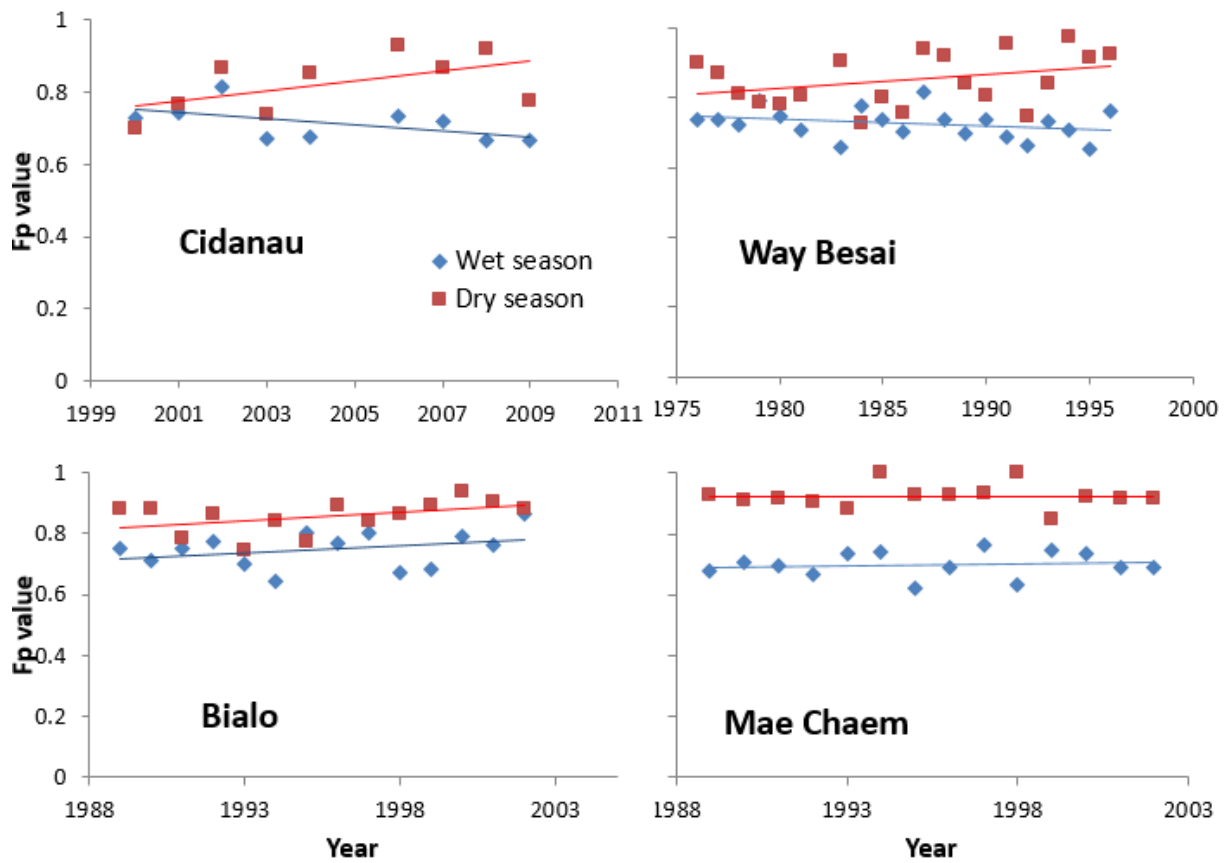 1
0.8
0.6
0.4
0.2
0
Fp value
Cidanau
Wet season
Dry season
1999 2001 2003 2005 2007 2009 2011
Way Besai
1975 1980 1985 1990 1995 2000
1
0.8
0.6
0.4
0.2
0
Fp value
Bialo
1988 1993 1998 2003
Year
Mae Chaem
1988 1993 1998 2003
Year